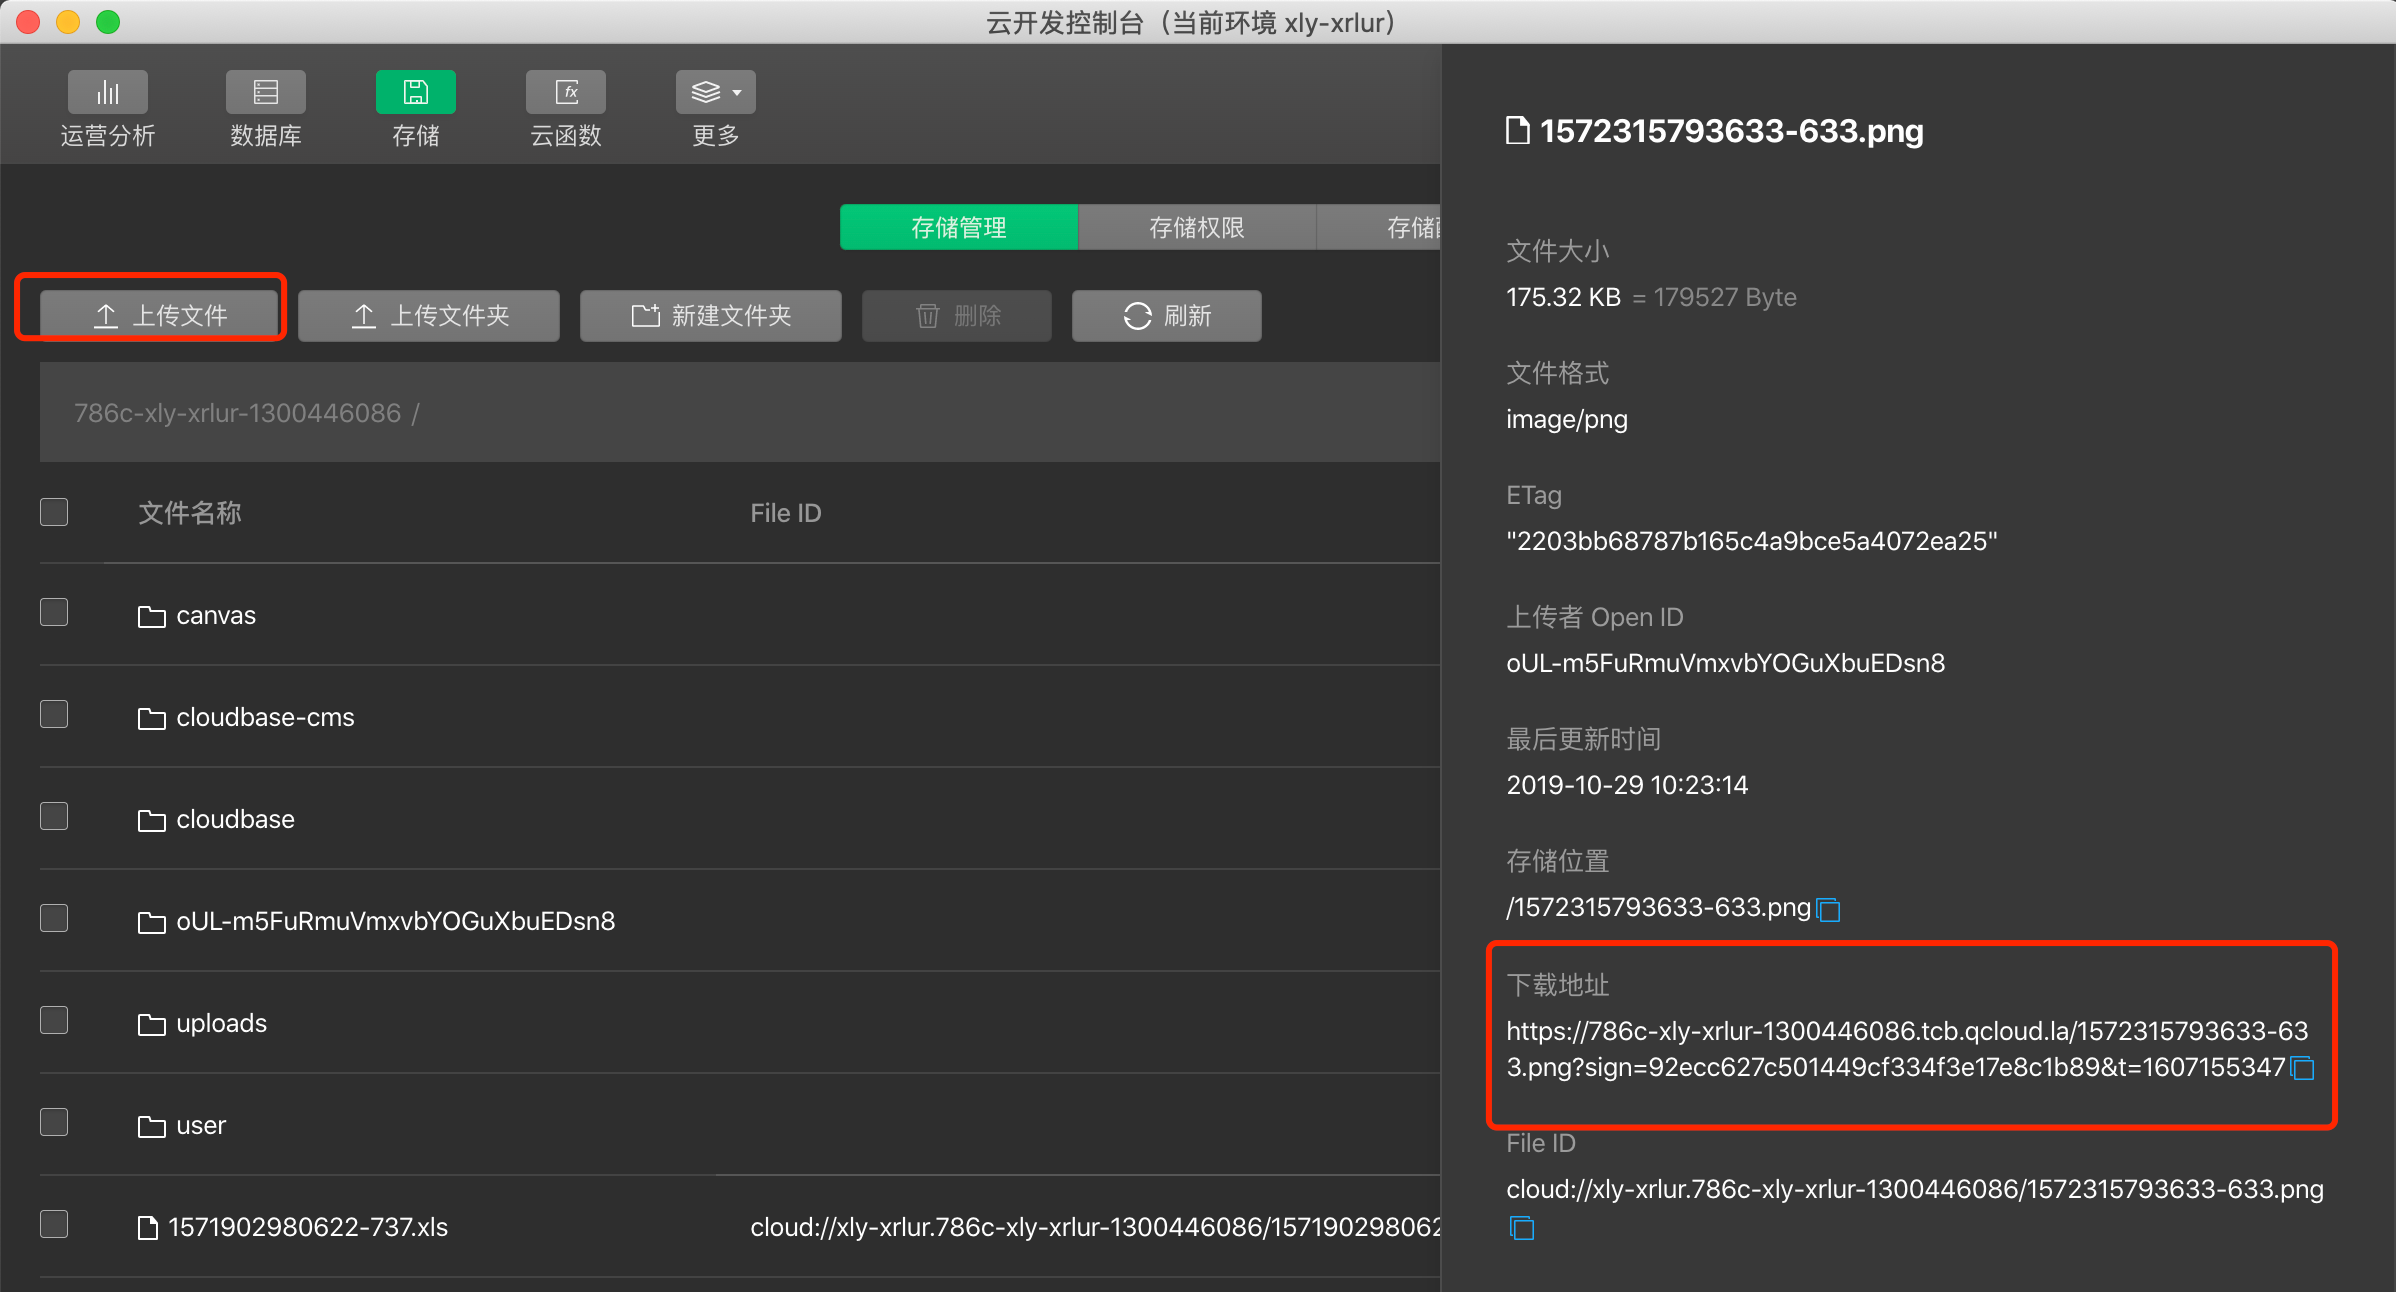 云开发控制台（当前环境 xly-xrlur）
运营分析
数据库
存储
fx
云函数
更多
存储管理
存储权限
存储
上传文件
上传文件夹
新建文件夹
删除
刷新
786c-xly-xrlur-1300446086 /
文件名称
File ID
canvas
cloudbase-cms
cloudbase
oUL-m5FuRmuVmxvbYOGuXbuEDsn8
uploads
user
1571902980622-737.xls
cloud://xly-xrlur.786c-xly-xrlur-1300446086/157190298062
1572315793633-633.png
文件大小
175.32 KB = 179527 Byte
文件格式
image/png
ETag
"2203bb68787b165c4a9bce5a4072ea25"
上传者 Open ID
oUL-m5FuRmuVmxvbYOGuXbuEDsn8
最后更新时间
2019-10-29 10:23:14
存储位置
/1572315793633-633.png
下载地址
https://786c-xly-xrlur-1300446086.tcb.qcloud.la/1572315793633-63
3.png?sign=92ecc627c501449cf334f3e17e8c1b89&t=1607155347
File ID
cloud://xly-xrlur.786c-xly-xrlur-1300446086/1572315793633-633.png